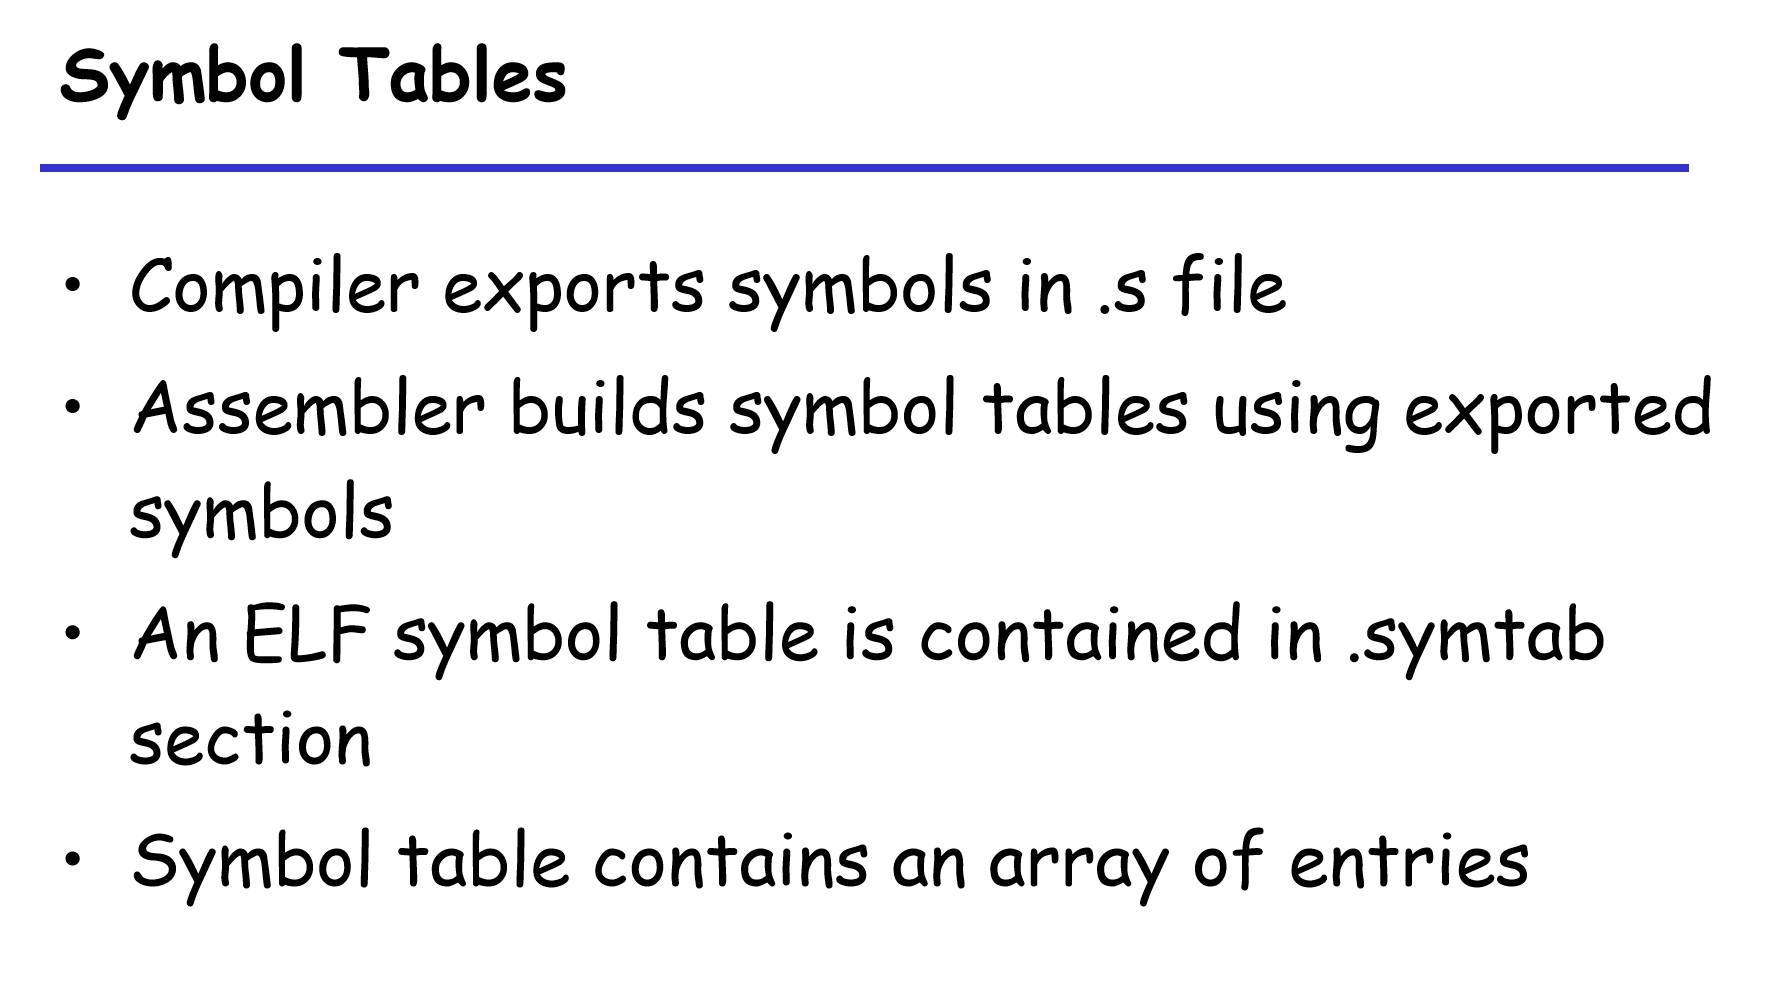 Symbol Tables
• Compiler exports symbols in .s file
• Assembler builds symbol tables using exported
symbols
• An ELF symbol table is contained in .symtab
section
• Symbol table contains an array of entries